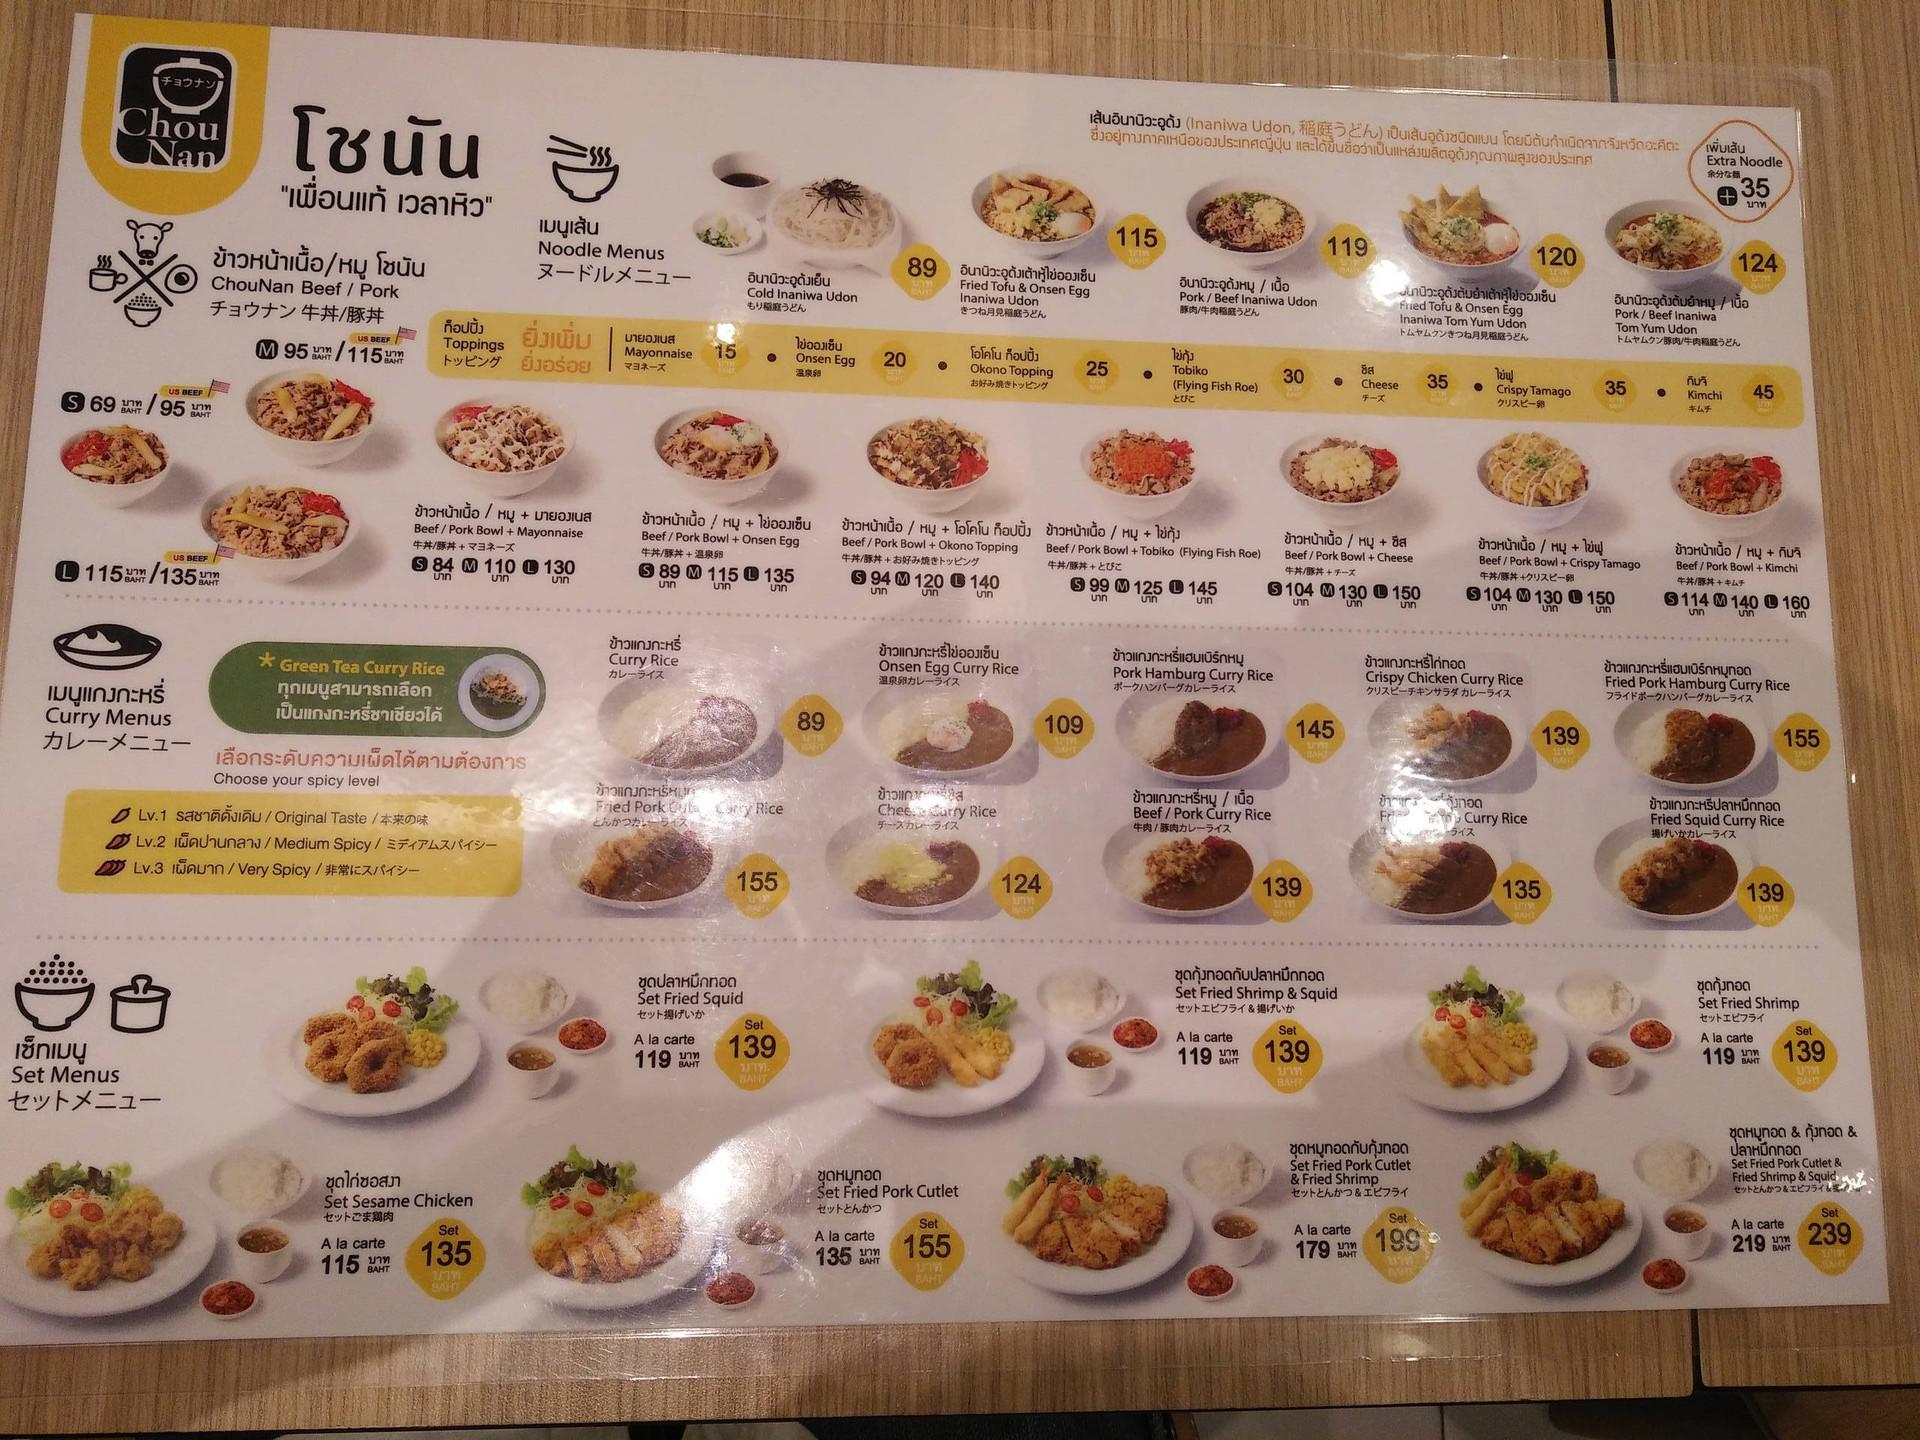 チョウナン
Chou
Nan
โชนัน
"เพื่อนแท้ เวลาหิว"
ข้าวหน้าเนื้อ/หมู โชนัน
ChouNan Beef / Pork
チョウナン 牛丼/豚丼
US BEEF
M 95 บาท BAHT / 115 บาท BAHT
US BEEF
S 69 บาท BAHT / 95 บาท BAHT
US BEEF
L 115 บาท BAHT / 135 บาท BAHT
เมนูเส้น
Noodle Menus
ヌードルメニュー
เส้นอินานิวะอูด้ง (Inaniwa Udon, 稲庭うどん) เป็นเส้นอูด้งชนิดแบน โดยมีต้นกำเนิดจากจังหวัดอะคิตะ
ซึ่งอยู่ทางภาคเหนือของประเทศญี่ปุ่น และได้ขึ้นชื่อว่าเป็นแหล่งผลิตอูด้งคุณภาพสูงของประเทศ
เพิ่มเส้น
Extra Noodle
余分な麺
+ 35
บาท
อินานิวะอูด้งเย็น
Cold Inaniwa Udon
もり稲庭うどん
89 บาท BAHT
อินานิวะอูด้งเต้าหู้ไข่ออนเซ็น
Fried Tofu & Onsen Egg
Inaniwa Udon
きつね月見稲庭うどん
115 บาท BAHT
อินานิวะอูด้งหมู / เนื้อ
Pork / Beef Inaniwa Udon
豚肉/牛肉稲庭うどん
119 บาท BAHT
อินานิวะอูด้งต้มยำเต้าหู้ไข่ออนเซ็น
Fried Tofu & Onsen Egg
Inaniwa Tom Yum Udon
トムヤムクンきつね月見稲庭うどん
120 บาท BAHT
อินานิวะอูด้งต้มยำหมู / เนื้อ
Pork / Beef Inaniwa
Tom Yum Udon
トムヤムクン豚肉/牛肉稲庭うどん
124 บาท BAHT
ท็อปปิ้ง
Toppings
トッピング
ยิ่งเพิ่ม
ยิ่งอร่อย
มายองเนส
Mayonnaise
マヨネーズ
15
ไข่ออนเซ็น
Onsen Egg
温泉卵
20
โอโคโน ท็อปปิ้ง
Okono Topping
お好み焼きトッピング
25
ไข่กุ้ง
Tobiko
(Flying Fish Roe)
とびこ
30
ชีส
Cheese
チーズ
35
ไข่ฟู
Crispy Tamago
クリスピー卵
35
กิมจิ
Kimchi
キムチ
45
ข้าวหน้าเนื้อ / หมู + มายองเนส
Beef / Pork Bowl + Mayonnaise
牛丼/豚丼 + マヨネーズ
S 84 บาท M 110 บาท L 130 บาท
ข้าวหน้าเนื้อ / หมู + ไข่ออนเซ็น
Beef / Pork Bowl + Onsen Egg
牛丼/豚丼 + 温泉卵
S 89 บาท M 115 บาท L 135 บาท
ข้าวหน้าเนื้อ / หมู + โอโคโน ท็อปปิ้ง
Beef / Pork Bowl + Okono Topping
牛丼/豚丼 + お好み焼きトッピング
S 94 บาท M 120 บาท L 140 บาท
ข้าวหน้าเนื้อ / หมู + ไข่กุ้ง
Beef / Pork Bowl + Tobiko (Flying Fish Roe)
牛丼/豚丼 + とびこ
S 99 บาท M 125 บาท L 145 บาท
ข้าวหน้าเนื้อ / หมู + ชีส
Beef / Pork Bowl + Cheese
牛丼/豚丼 + チーズ
S 104 บาท M 130 บาท L 150 บาท
ข้าวหน้าเนื้อ / หมู + ไข่ฟู
Beef / Pork Bowl + Crispy Tamago
牛丼/豚丼 +クリスピー卵
S 104 บาท M 130 บาท L 150 บาท
ข้าวหน้าเนื้อ / หมู + กิมจิ
Beef / Pork Bowl + Kimchi
牛丼/豚丼 + キムチ
S 114 บาท M 140 บาท L 160 บาท
เมนูแกงกะหรี่
Curry Menus
カレーメニュー
* Green Tea Curry Rice
ทุกเมนูสามารถเลือก
เป็นแกงกะหรี่ชาเขียวได้
เลือกระดับความเผ็ดได้ตามต้องการ
Choose your spicy level
Lv.1 รสชาติดั้งเดิม / Original Taste / 本来の味
Lv.2 เผ็ดปานกลาง / Medium Spicy / ミディアムスパイシー
Lv.3 เผ็ดมาก / Very Spicy / 非常にスパイシー
ข้าวแกงกะหรี่
Curry Rice
カレーライス
89 บาท BAHT
ข้าวแกงกะหรี่ไข่ออนเซ็น
Onsen Egg Curry Rice
温泉卵カレーライス
109 บาท BAHT
ข้าวแกงกะหรี่แฮมเบิร์กหมู
Pork Hamburg Curry Rice
ポークハンバーグカレーライス
145 บาท BAHT
ข้าวแกงกะหรี่ไก่ทอด
Crispy Chicken Curry Rice
クリスピーチキンサラダ カレーライス
139 บาท BAHT
ข้าวแกงกะหรี่แฮมเบิร์กหมูทอด
Fried Pork Hamburg Curry Rice
フライドポークハンバーグカレーライス
155 บาท BAHT
Fried Pork Curry Rice
とんかつカレーライス
155 บาท BAHT
Cheese Curry Rice
チーズカレーライス
124 บาท BAHT
ข้าวแกงกะหรี่หมู / เนื้อ
Beef / Pork Curry Rice
牛肉 / 豚肉カレーライス
139 บาท BAHT
Curry Rice
135 บาท BAHT
ข้าวแกงกะหรี่ปลาหมึกทอด
Fried Squid Curry Rice
揚げいかカレーライス
139 บาท BAHT
เซ็ทเมนู
Set Menus
セットメニュー
ชุดปลาหมึกทอด
Set Fried Squid
セット揚げいか
A la carte
119 บาท BAHT
Set
139 บาท BAHT
ชุดกุ้งทอดกับปลาหมึกทอด
Set Fried Shrimp & Squid
セットエビフライ & 揚げいか
A la carte
119 บาท BAHT
Set
139 บาท BAHT
ชุดกุ้งทอด
Set Fried Shrimp
セットエビフライ
A la carte
119 บาท BAHT
Set
139 บาท BAHT
ชุดไก่ซอสงา
Set Sesame Chicken
セットごま鶏肉
A la carte
115 บาท BAHT
Set
135 บาท BAHT
ชุดหมูทอด
Set Fried Pork Cutlet
セットとんかつ
A la carte
135 บาท BAHT
Set
155 บาท BAHT
ชุดหมูทอดกับกุ้งทอด
Set Fried Pork Cutlet
& Fried Shrimp
セットとんかつ & エビフライ
A la carte
179 บาท BAHT
Set
199 บาท BAHT
ชุดหมูทอด & กุ้งทอด &
ปลาหมึกทอด
Set Fried Pork Cutlet &
Fried Shrimp & Squid
セットとんかつ & エビフライ &
A la carte
219 บาท BAHT
Set
239 บาท BAHT